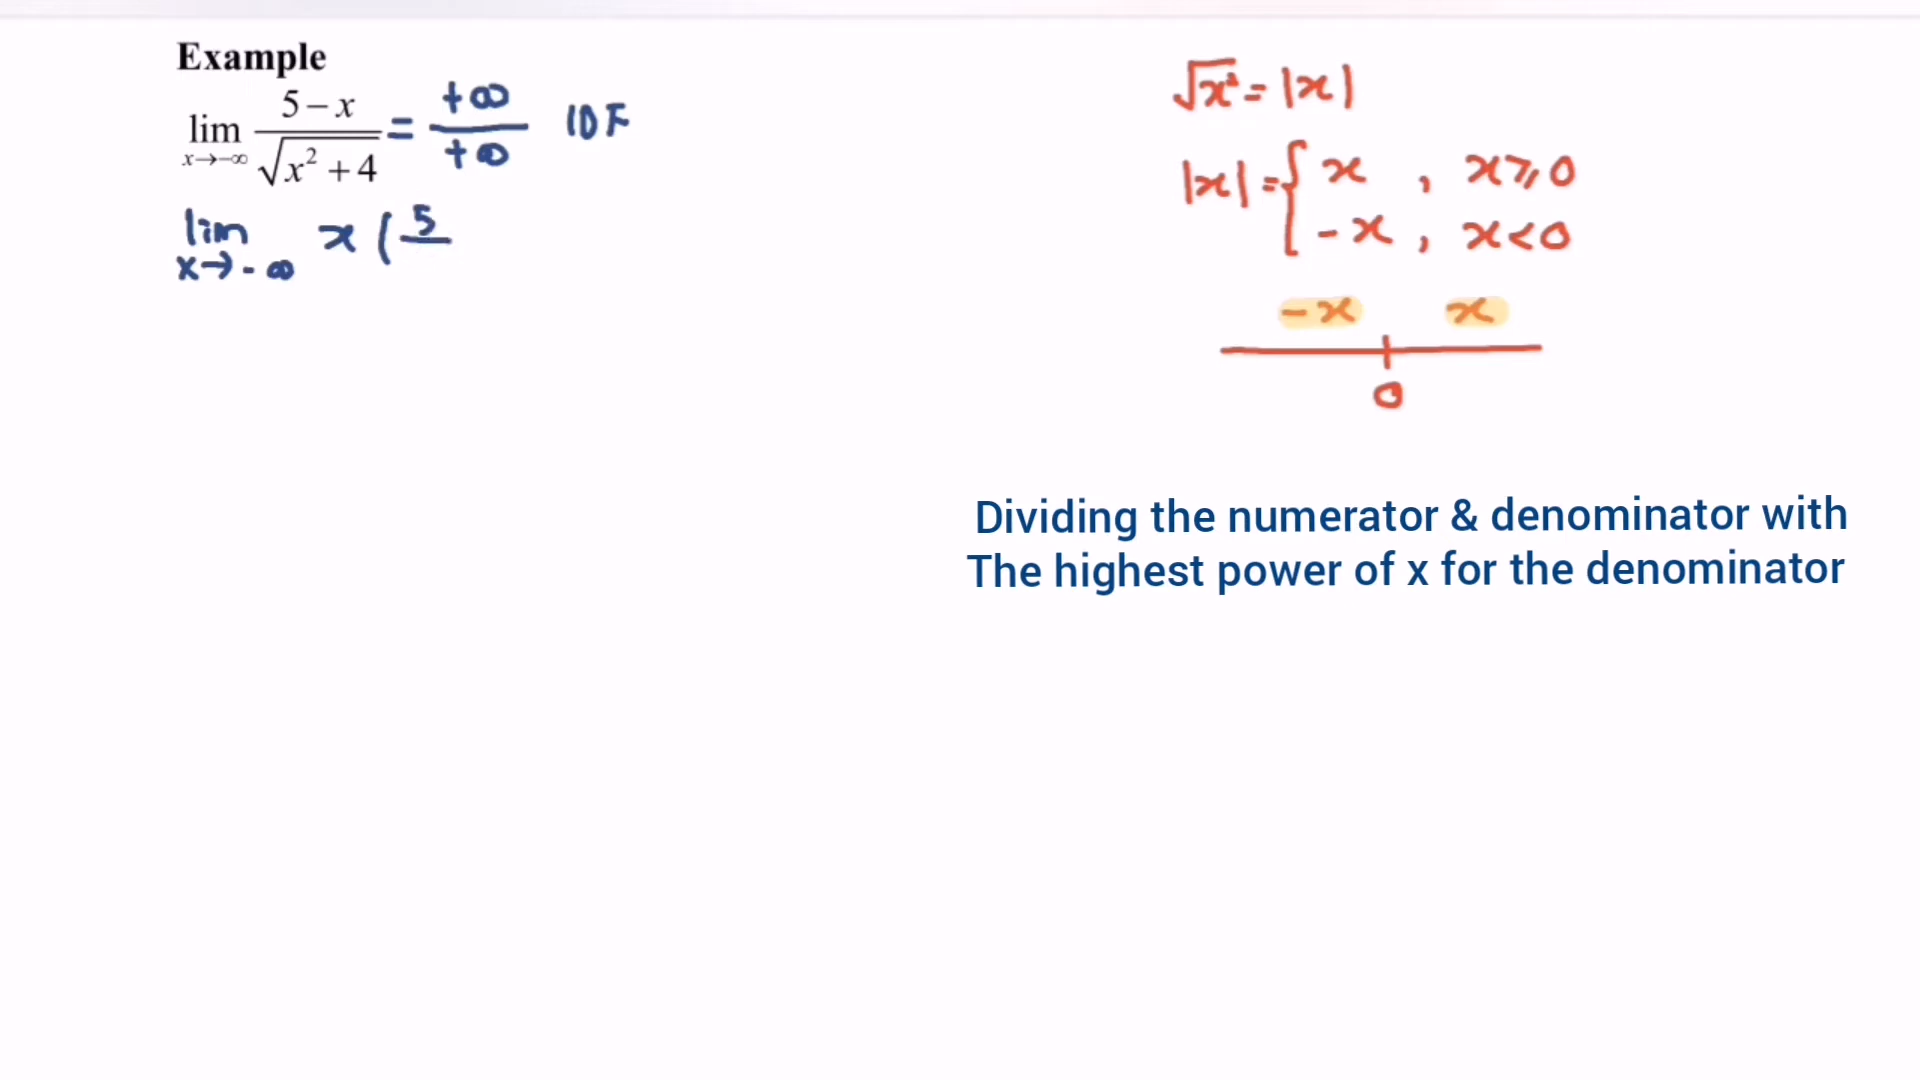 Example
lim x→-∞ (5 - x)/√(x² + 4) = +∞/+∞ IDF
lim x→-∞ x ( 5
√x² = |x|
|x| = { x , x ⩾ 0
-x , x < 0
-x x
0
Dividing the numerator & denominator with
The highest power of x for the denominator